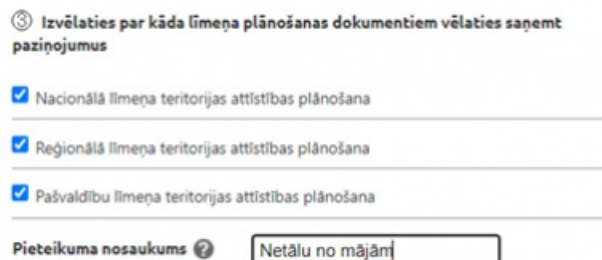 ③ Izvēlaties par kāda līmeņa plānošanas dokumentiem vēlaties saņemt
paziņojumus
Nacionālā līmeņa teritorijas attīstības plānošana
Reģionālā līmeņa teritorijas attīstības plānošana
Pašvaldību līmeņa teritorijas attīstības plānošana
Pieteikuma nosaukums ? Netālu no mājām